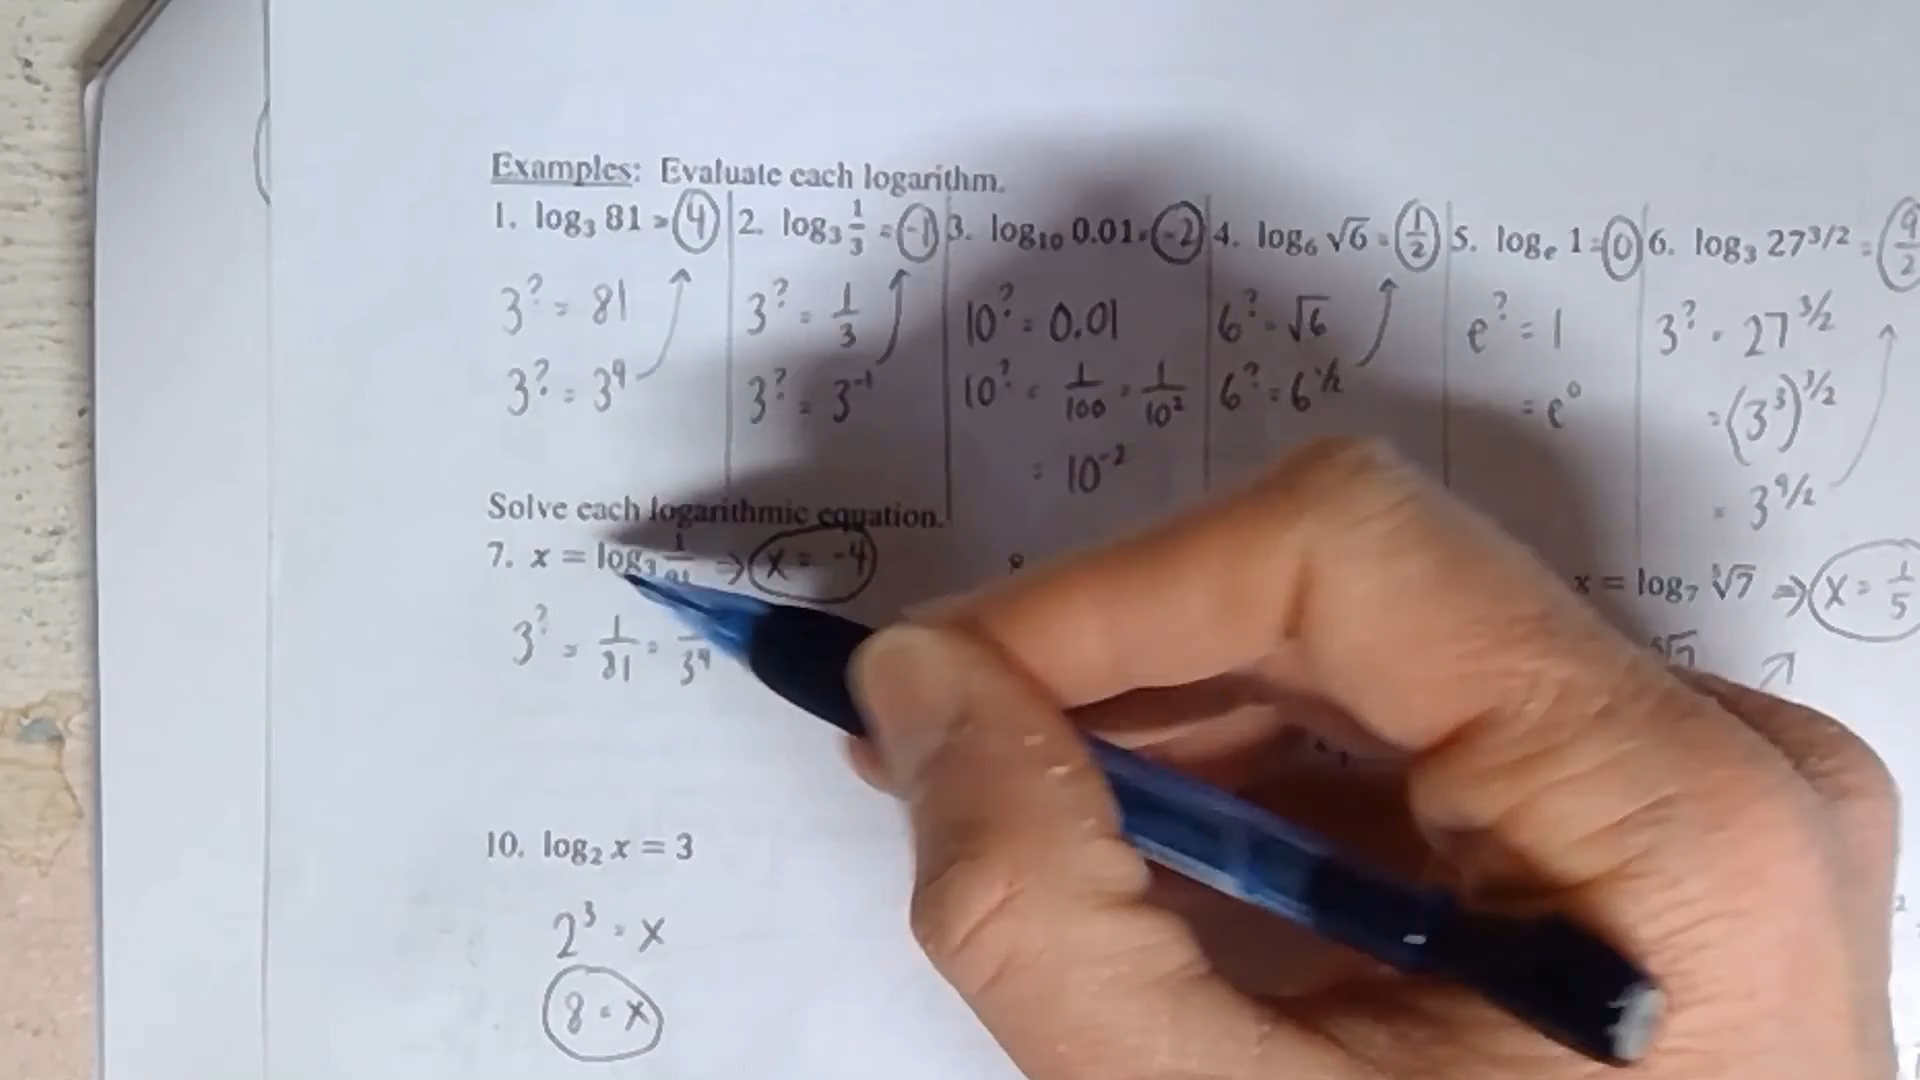 Examples: Evaluate each logarithm.
1. log₃ 81 = 4 2. log₃ 1/3 = -1 3. log₁₀ 0.01 = -2 4. log₆ √6 = 1/2 5. logₑ 1 = 0 6. log₃ 27^3/2 = 9/2
3^? = 81 3^? = 1/3 10^? = 0.01 6^? = √6 e^? = 1 3^? = 27^3/2
3^? = 3⁴ 3^? = 3⁻¹ 10^? = 1/100 = 1/10² 6^? = 6^1/2 = e⁰ = (3³)^3/2
= 10⁻² = 3^9/2
Solve each logarithmic equation.
7. x = log₃ 1/81 ⇒ x = -4 x = log₇ ⁵√7 ⇒ x = 1/5
3^? = 1/81 = 3⁴
10. log₂ x = 3
2³ = x
8 = x